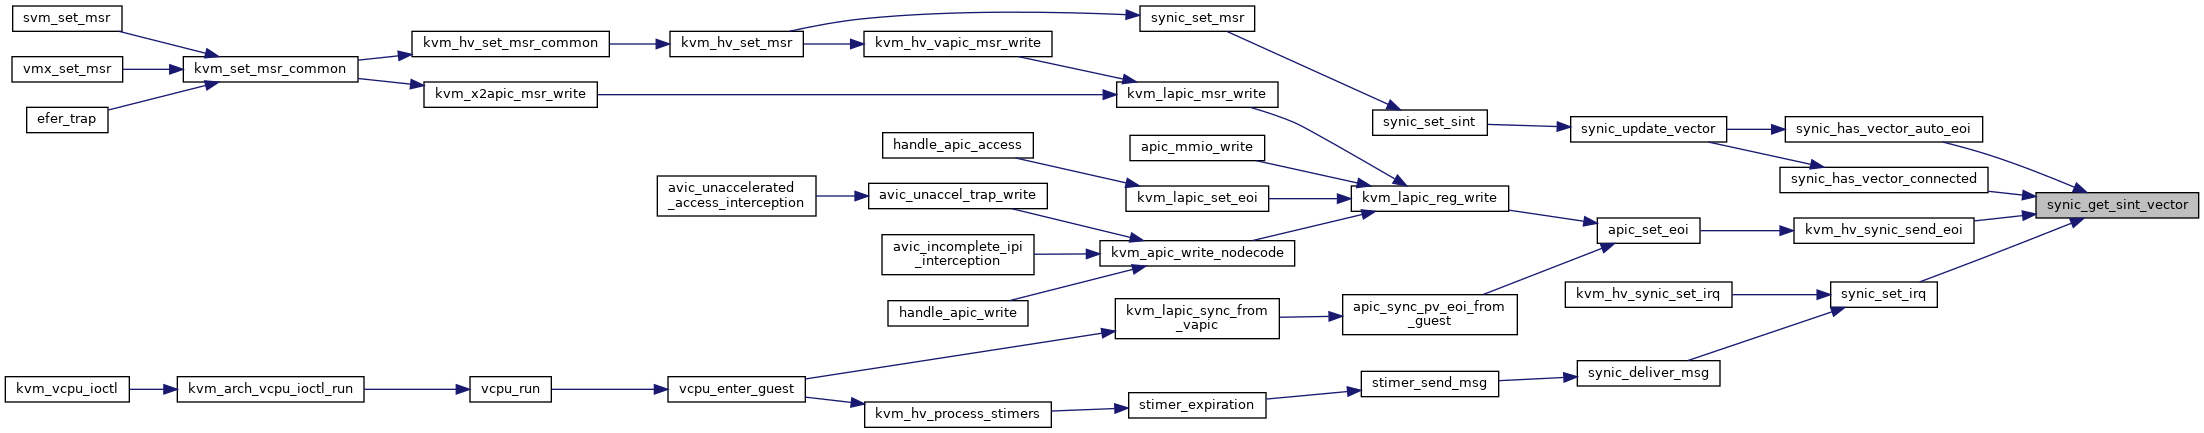 svm_set_msr
vmx_set_msr
efer_trap
kvm_set_msr_common
kvm_hv_set_msr_common
kvm_x2apic_msr_write
kvm_hv_set_msr
kvm_hv_vapic_msr_write
synic_set_msr
kvm_lapic_msr_write
synic_set_sint
synic_update_vector
synic_has_vector_auto_eoi
synic_has_vector_connected
synic_get_sint_vector
handle_apic_access
apic_mmio_write
avic_unaccelerated
_access_interception
avic_unaccel_trap_write
kvm_lapic_set_eoi
kvm_lapic_reg_write
avic_incomplete_ipi
_interception
kvm_apic_write_nodecode
apic_set_eoi
kvm_hv_synic_send_eoi
handle_apic_write
kvm_lapic_sync_from
_vapic
apic_sync_pv_eoi_from
_guest
kvm_hv_synic_set_irq
synic_set_irq
kvm_vcpu_ioctl
kvm_arch_vcpu_ioctl_run
vcpu_run
vcpu_enter_guest
kvm_hv_process_stimers
stimer_expiration
stimer_send_msg
synic_deliver_msg